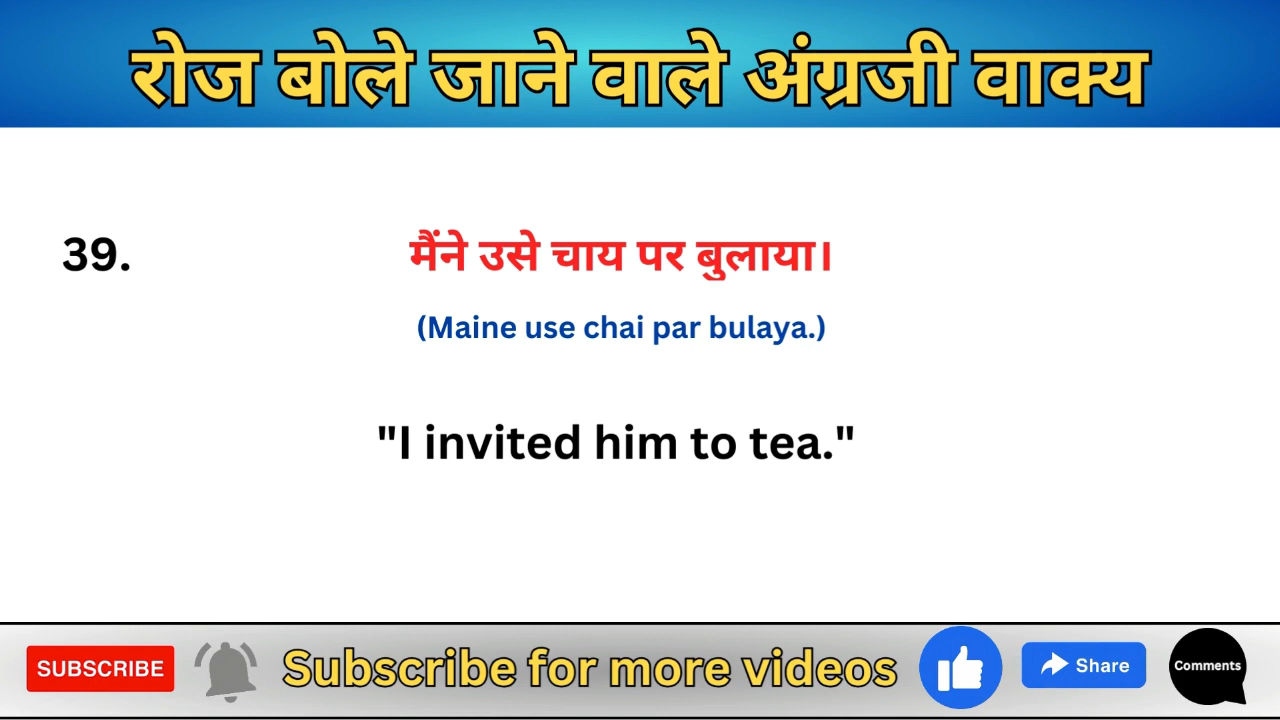 रोज बोले जाने वाले अंग्रजी वाक्य
39. मैंने उसे चाय पर बुलाया।
(Maine use chai par bulaya.)
"I invited him to tea."
SUBSCRIBE Subscribe for more videos Share Comments